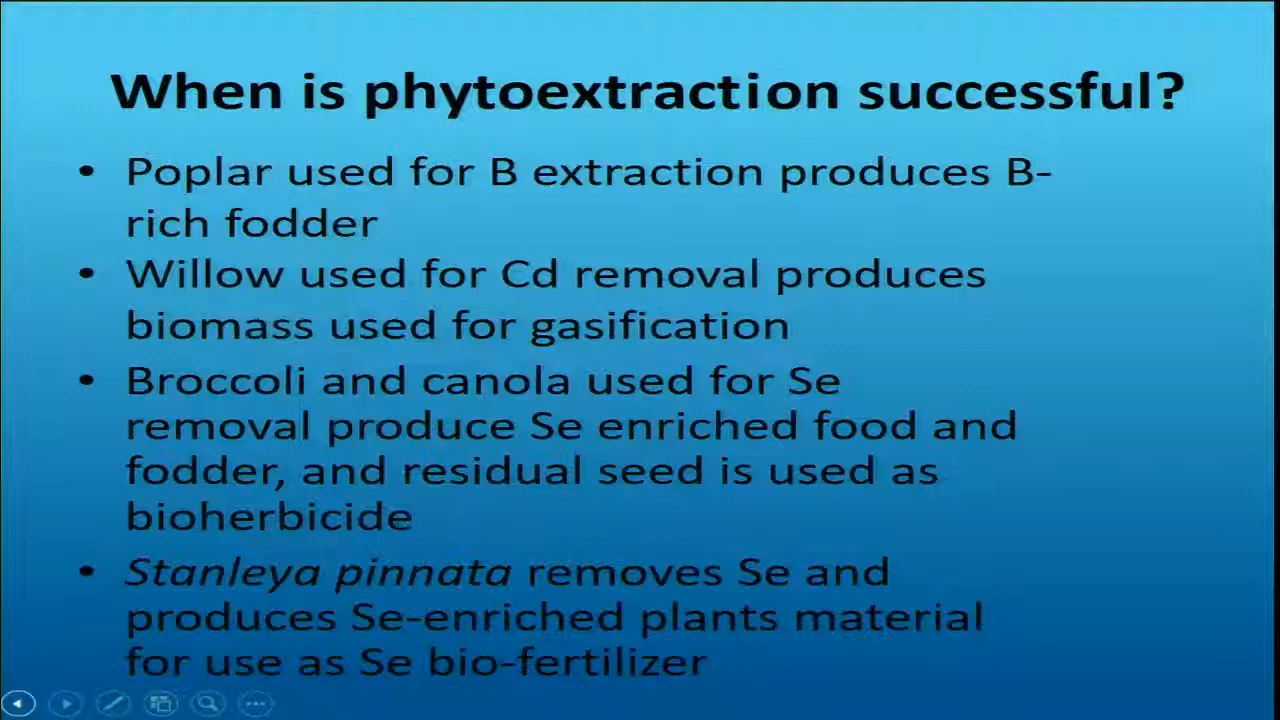 When is phytoextraction successful?
• Poplar used for B extraction produces B-
rich fodder
• Willow used for Cd removal produces
biomass used for gasification
• Broccoli and canola used for Se
removal produce Se enriched food and
fodder, and residual seed is used as
bioherbicide
• Stanleya pinnata removes Se and
produces Se-enriched plants material
for use as Se bio-fertilizer